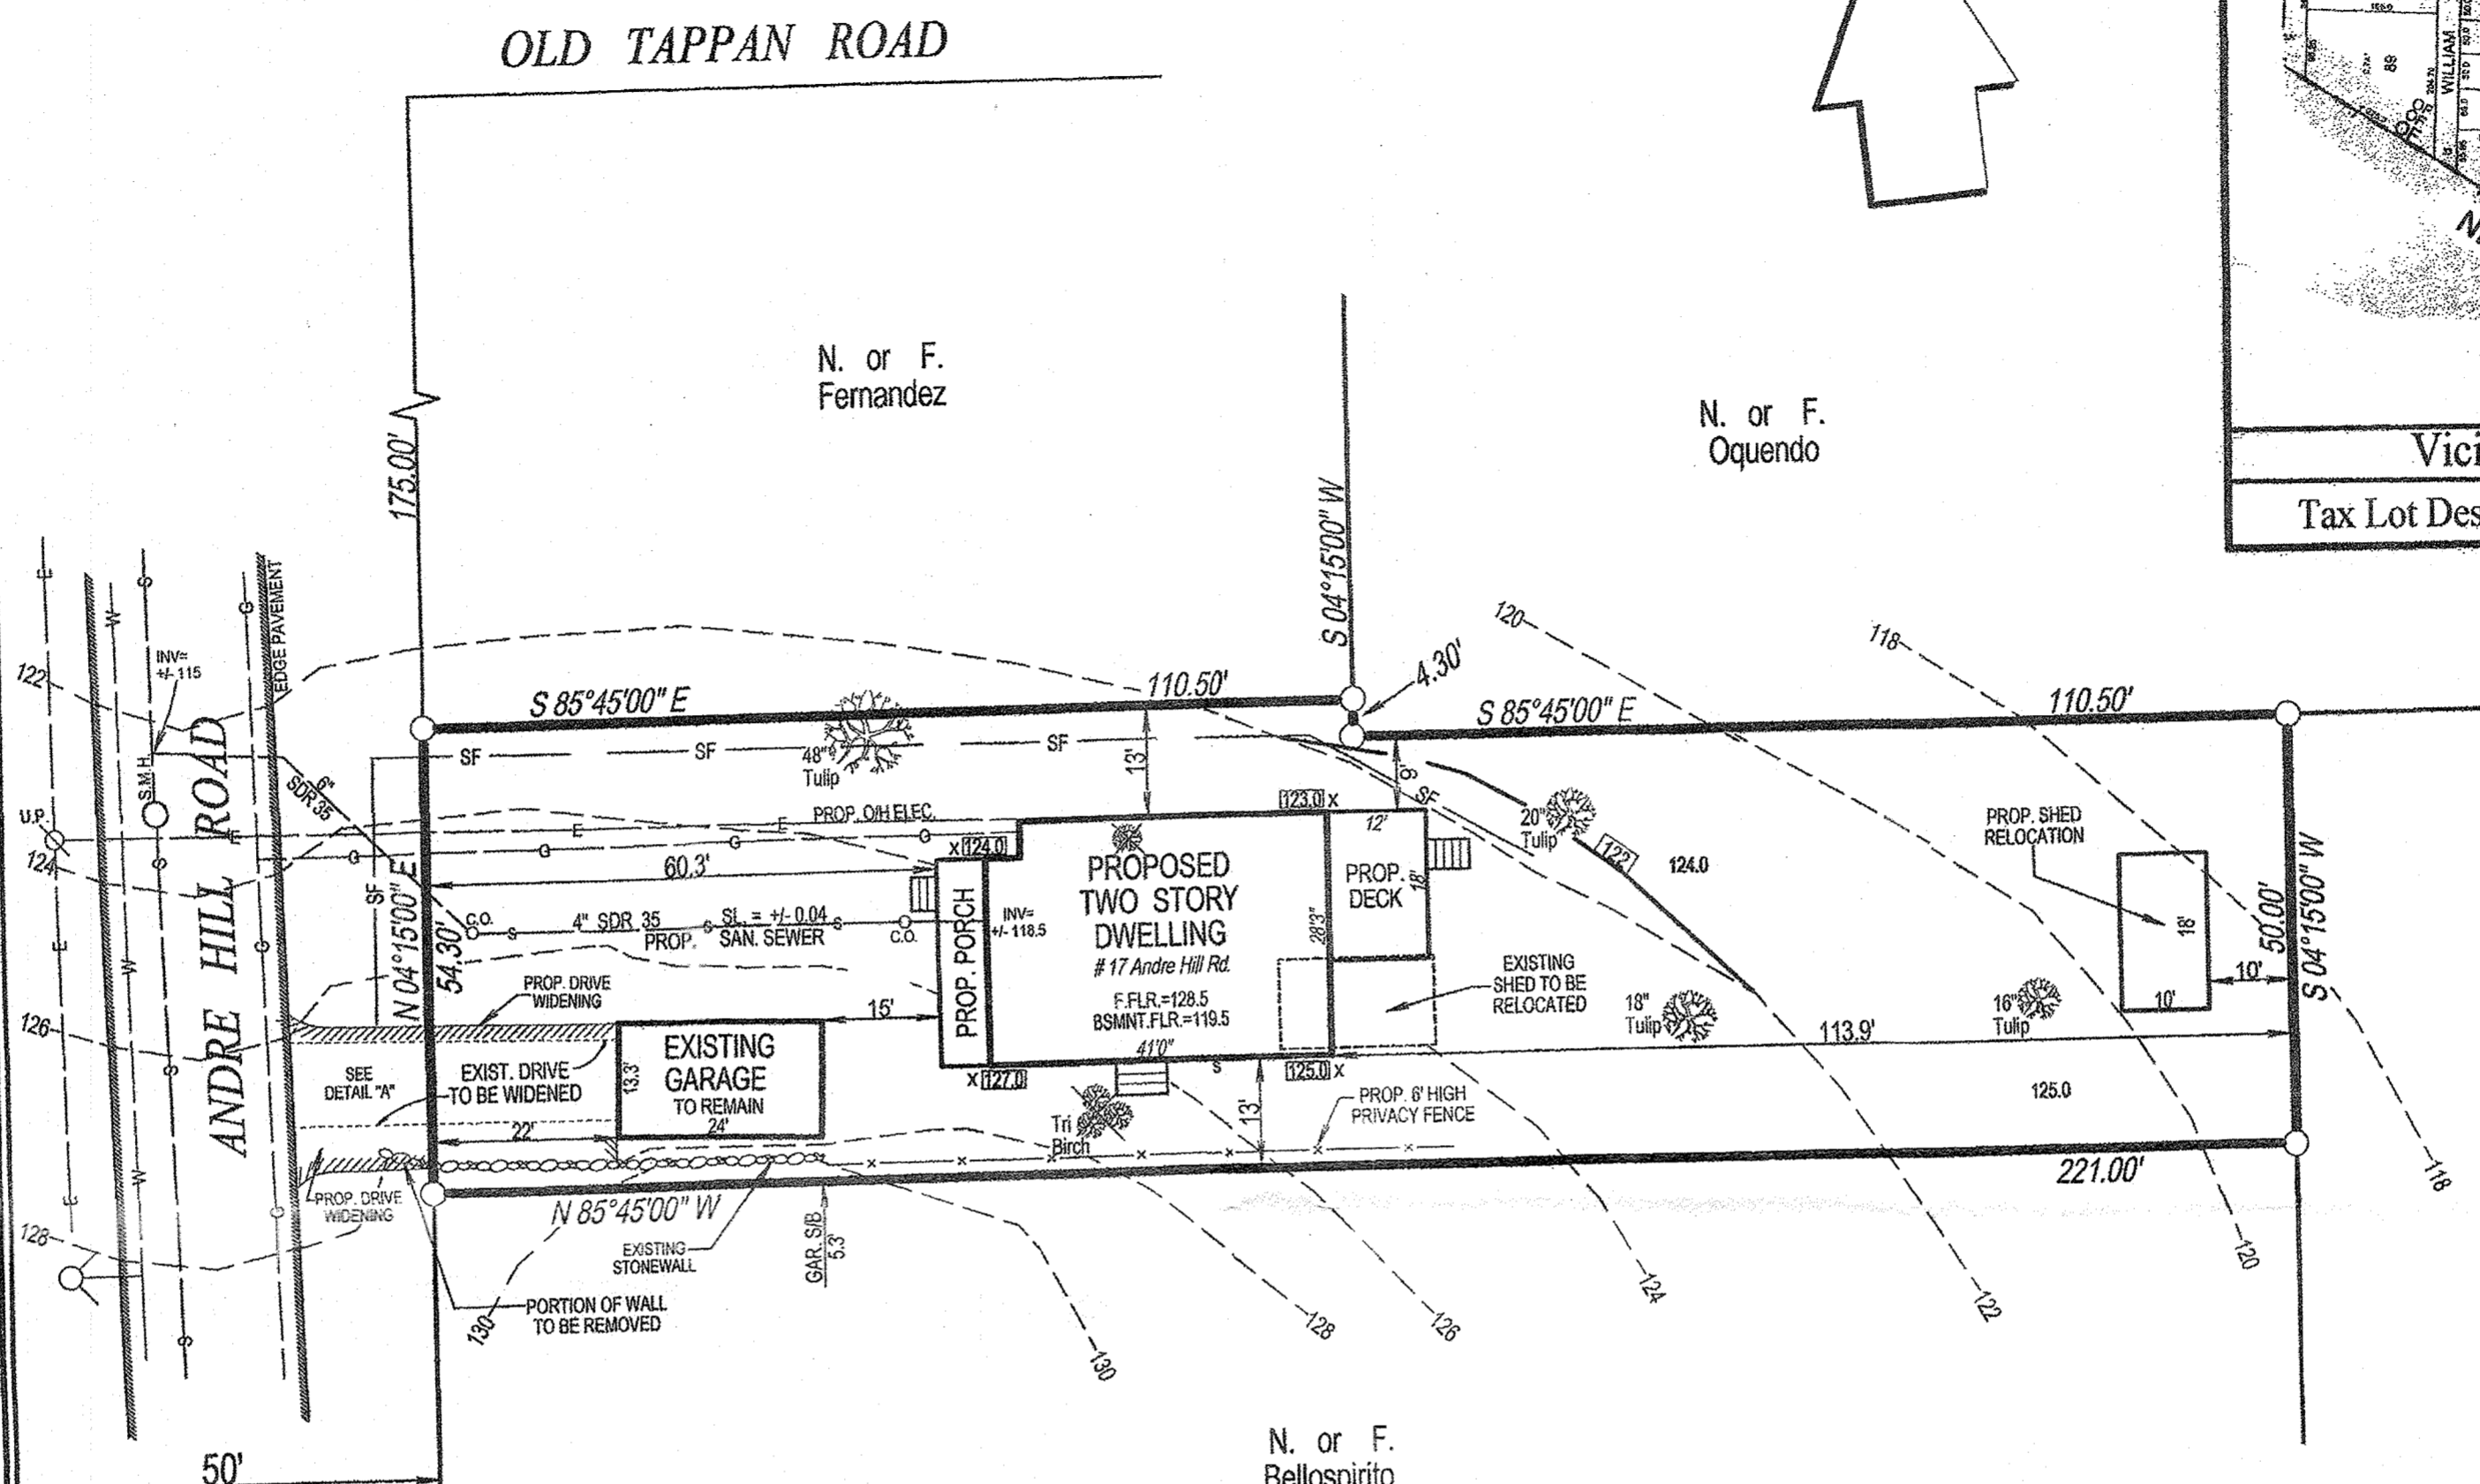 OLD TAPPAN ROAD
WILLIAM
89
N. or F.
Fernandez
N. or F.
Oquendo
Vici
Tax Lot Des
175.00'
S 04°15'00" W
4.30'
EDGE PAVEMENT
INV=
+/- 115
122
S 85°45'00" E
110.50'
S 85°45'00" E
110.50'
120
118
SF
SF
SF
SF
SF
48"
Tulip
13'
9'
6"
SDR 35
S.M.H.
U.P.
124
ANDRE HILL ROAD
PROP. O/H ELEC.
123.0 x
12'
20"
Tulip
122
124.0
PROP. SHED
RELOCATION
60.3'
x 124.0
PROPOSED
TWO STORY
DWELLING
# 17 Andre Hill Rd.
F.FLR.=128.5
BSMNT.FLR.=119.5
41'0"
28'3"
PROP.
DECK
18'
PROP. PORCH
INV=
+/- 118.5
C.O.
4" SDR 35
SL. = +/- 0.04
PROP.
SAN. SEWER
C.O.
N 04°15'00" E
54.30'
PROP. DRIVE
WIDENING
15'
EXISTING
SHED TO BE
RELOCATED
18"
Tulip
16"
Tulip
18'
10'
10'
50.00'
S 04°15'00" W
126
SEE
DETAIL "A"
EXIST. DRIVE
TO BE WIDENED
13.3'
EXISTING
GARAGE
TO REMAIN
24'
22'
x 127.0
125.0 x
113.9'
125.0
Tri
Birch
13'
PROP. 6' HIGH
PRIVACY FENCE
221.00'
PROP. DRIVE
WIDENING
N 85°45'00" W
EXISTING
STONEWALL
GAR. S/B
5.3'
128
PORTION OF WALL
TO BE REMOVED
130
130
128
126
124
122
120
118
50'
N. or F.
Bellospirito